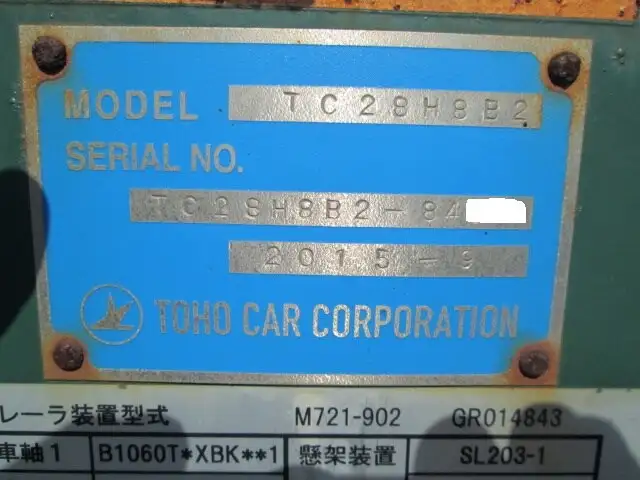 MODEL TC28H8B2
SERIAL NO.
TC28H8B2-84
2015-9
TOHO CAR CORPORATION
レーラ装置型式 M721-902 GR014843
車軸1 B1060T*XBK**1 懸架装置 SL203-1